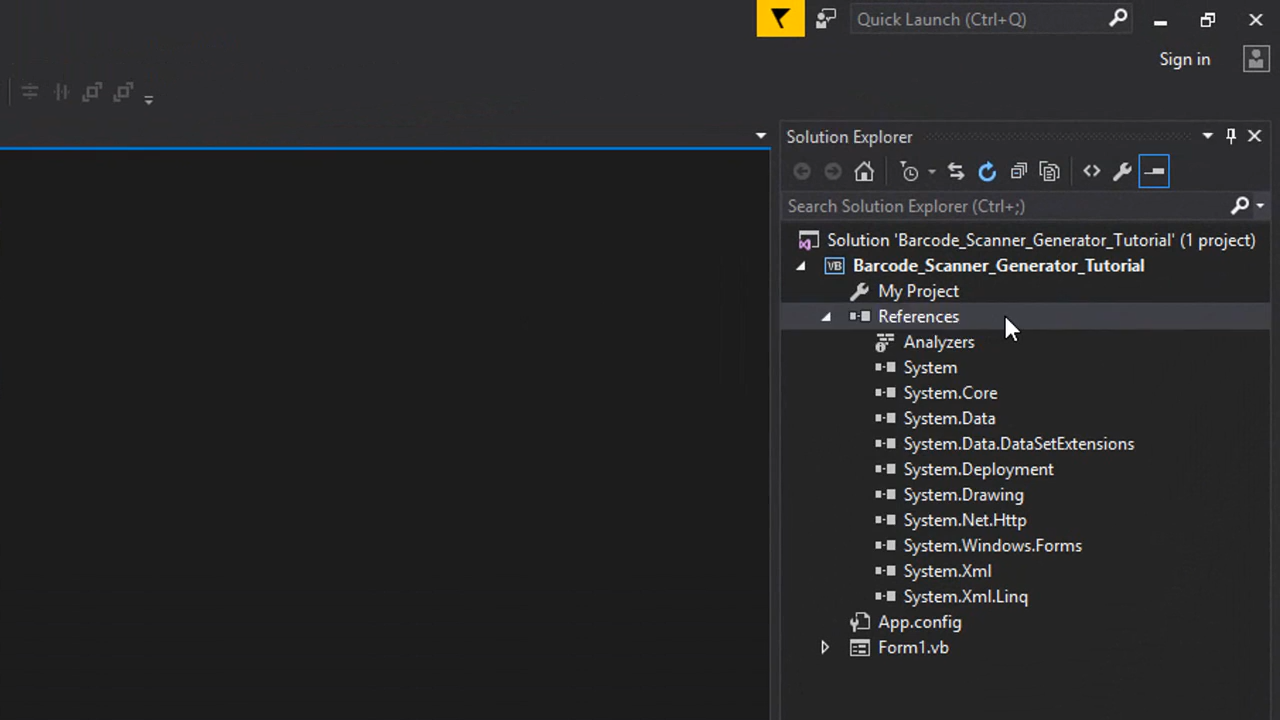 Quick Launch (Ctrl+Q)
Sign in
Solution Explorer
Search Solution Explorer (Ctrl+;)
Solution 'Barcode_Scanner_Generator_Tutorial' (1 project)
VB Barcode_Scanner_Generator_Tutorial
My Project
References
Analyzers
System
System.Core
System.Data
System.Data.DataSetExtensions
System.Deployment
System.Drawing
System.Net.Http
System.Windows.Forms
System.Xml
System.Xml.Linq
App.config
Form1.vb